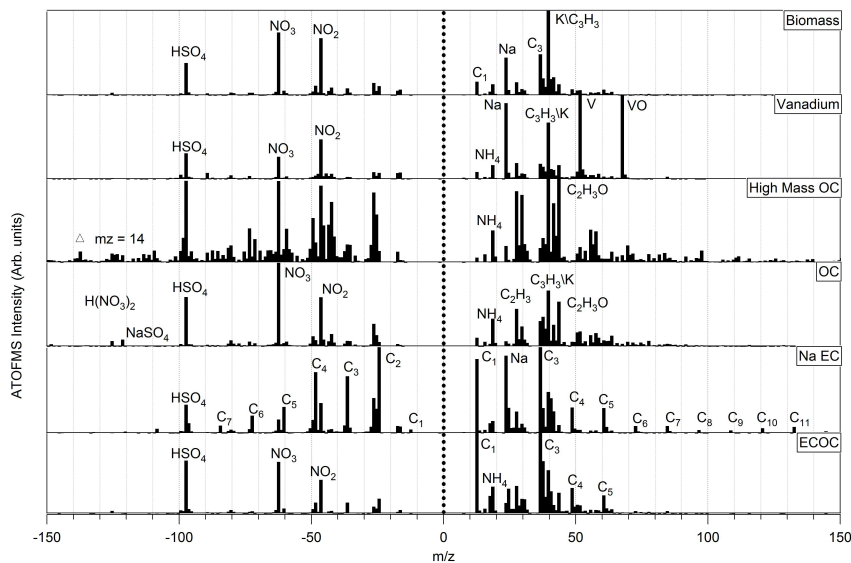 Biomass
HSO4
NO3
NO2
C1
Na
C3
K\C3H3
Vanadium
HSO4
NO3
NO2
NH4
Na
C3H3\K
V
VO
High Mass OC
△ mz = 14
NH4
C2H3O
OC
H(NO3)2
NaSO4
HSO4
NO3
NO2
NH4
C2H3
C3H3\K
C2H3O
Na EC
HSO4
C7
C6
C5
C4
C3
C2
C1
C1
Na
C3
C4
C5
C6
C7
C8
C9
C10
C11
ECOC
HSO4
NO3
NO2
C1
NH4
C3
C4
C5
ATOFMS Intensity (Arb. units)
-150 -100 -50 0 50 100 150
m/z